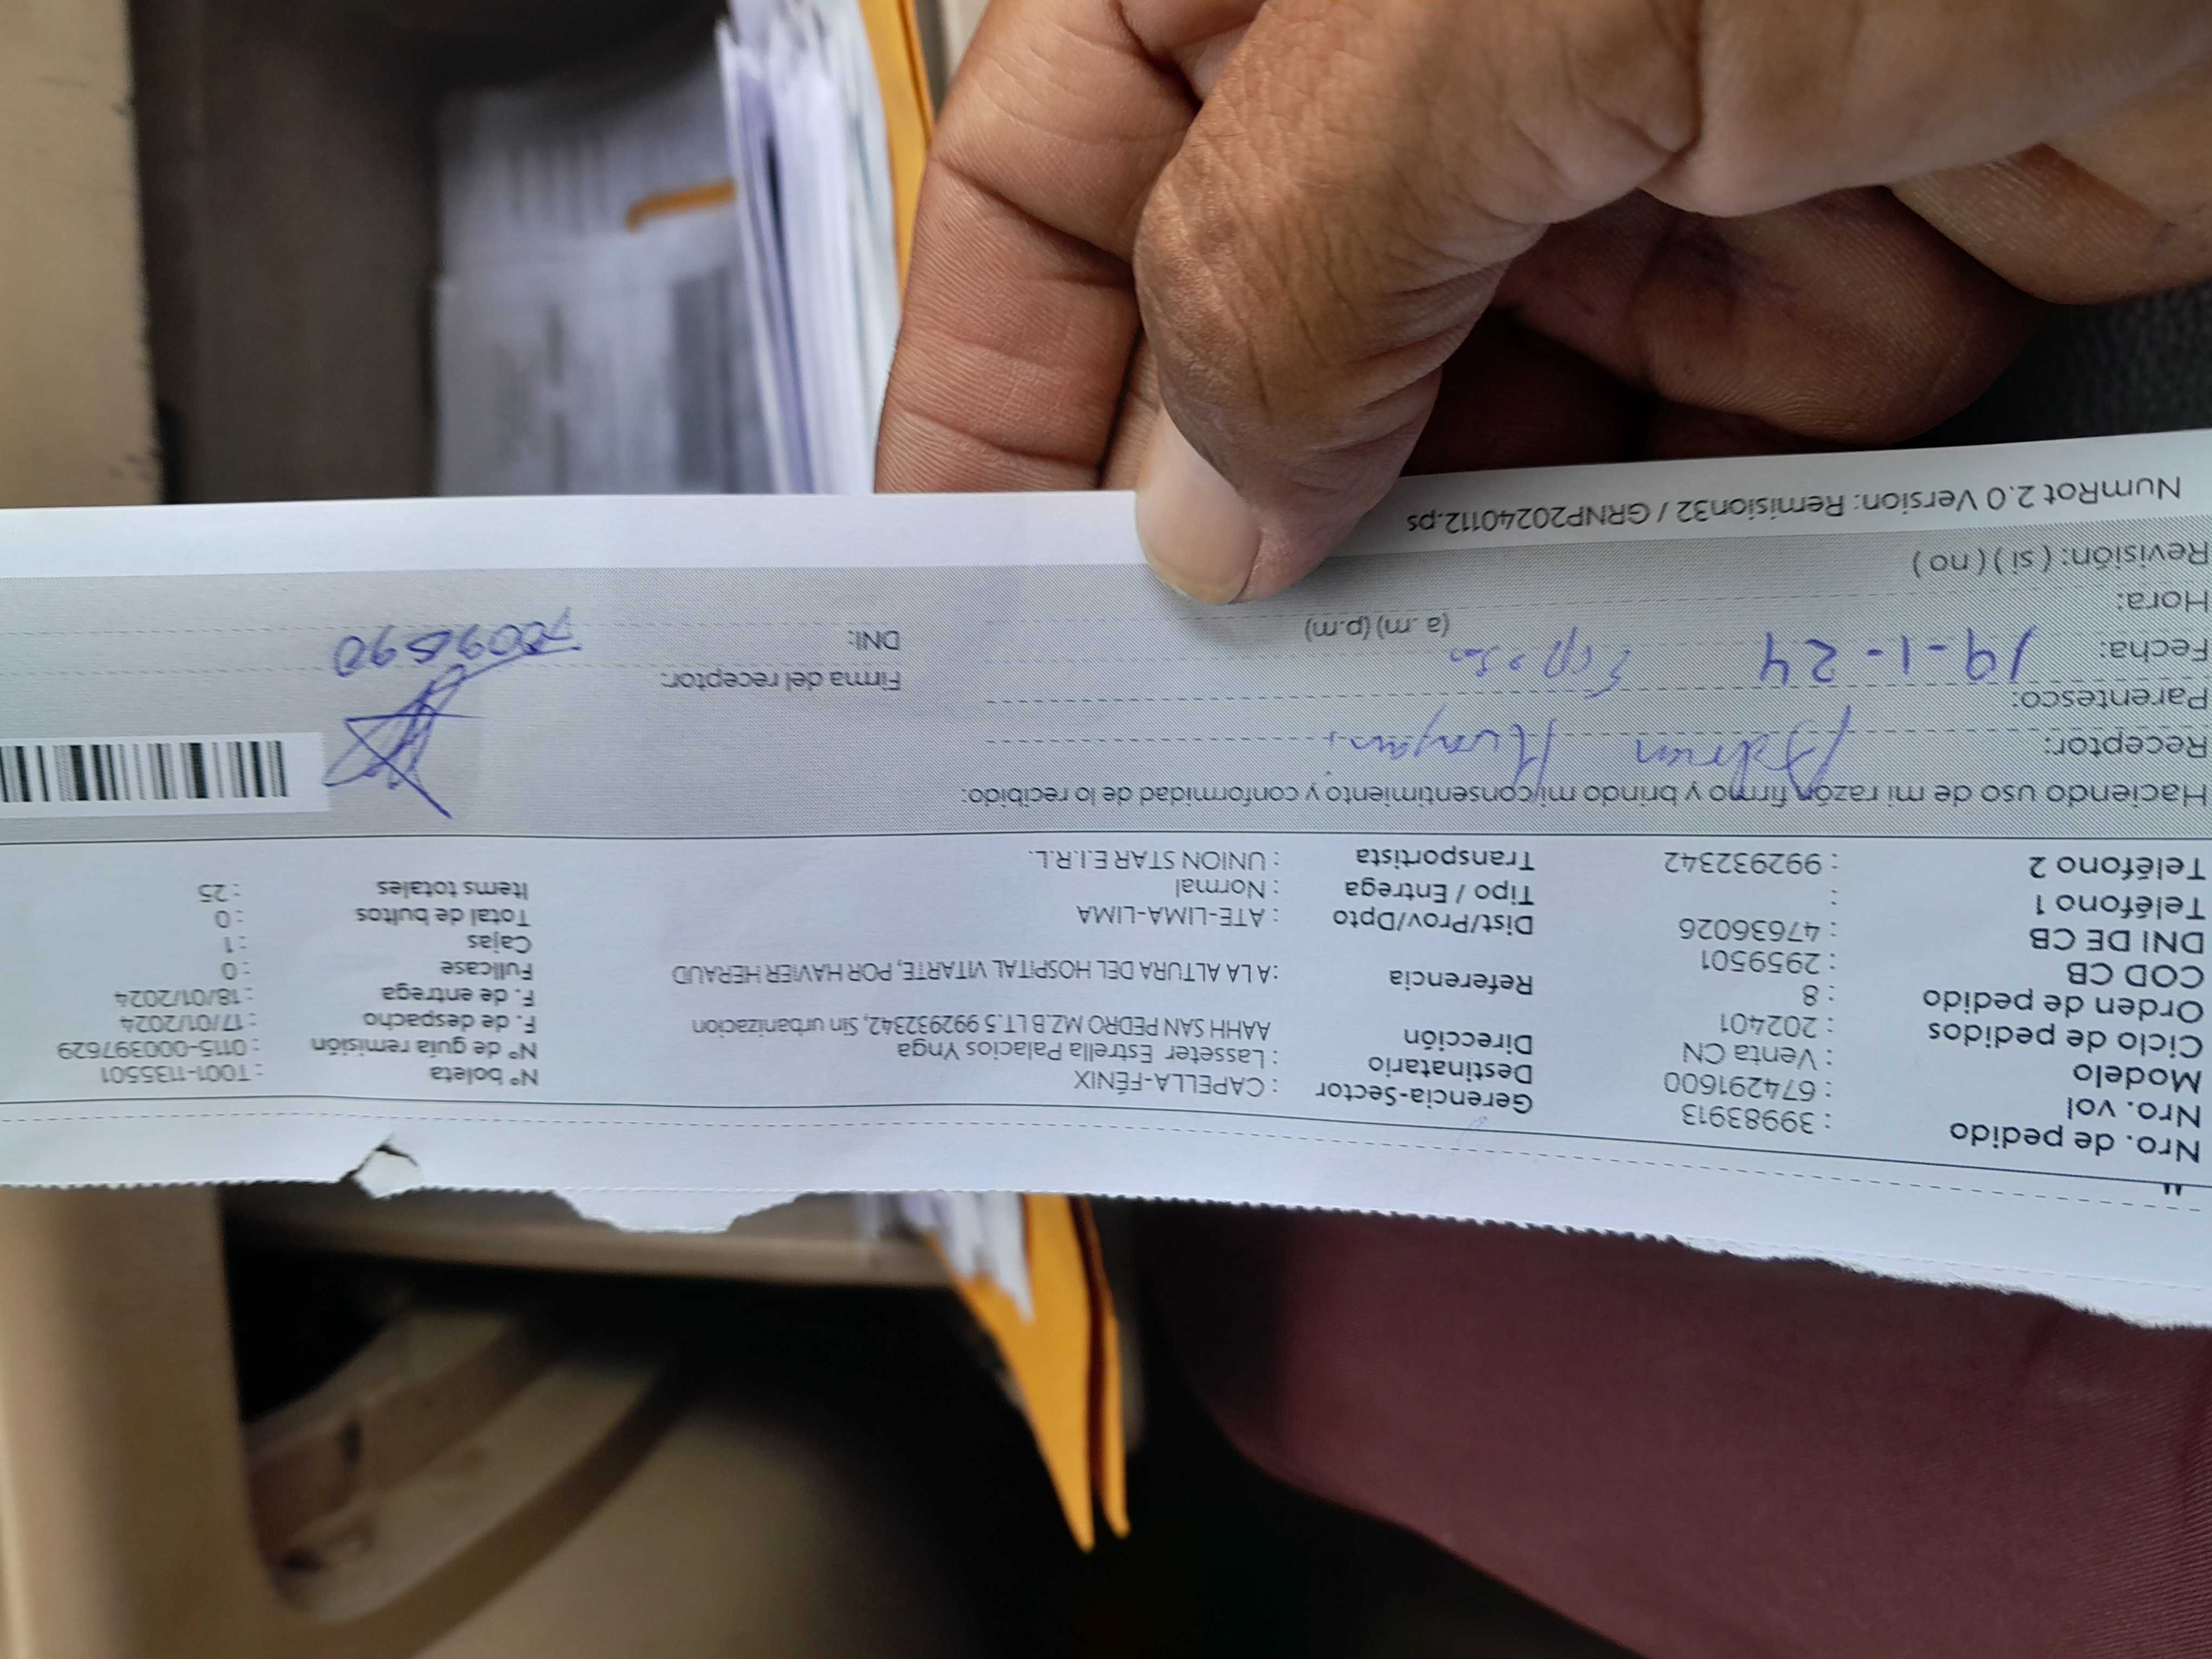 Nro. de pedido : 39983913
Nro. vol : 674291600
Modelo : Venta CN
Ciclo de pedidos : 202401
Orden de pedido : 8
COD CB : 2959501
DNI DE CB : 47636026
Teléfono 1 :
Teléfono 2 : 992932342
Gerencia-Sector : CAPELLA-FÉNIX
Destinatario : Lasseter Estrella Palacios Ynga
Dirección AAHH SAN PEDRO MZ.B LT.5 992932342, Sin urbanizacion
Referencia : A LA ALTURA DEL HOSPITAL VITARTE, POR HAVIER HERAUD
Dist/Prov/Dpto : ATE-LIMA-LIMA
Tipo / Entrega : Normal
Transportista : UNION STAR E.I.R.L.
N° boleta : T001-1135501
N° de guía remisión : 0115-000397629
F. de despacho : 17/01/2024
F. de entrega : 18/01/2024
Fullcase : 0
Cajas : 1
Total de bultos : 0
Items totales : 25
Haciendo uso de mi razón firmo y brindo mi consentimiento y conformidad de lo recibido:
Receptor: Adrian
Parentesco:
Fecha: 19-1-24
Hora: (a .m) (p.m)
Revisión: ( si ) ( no )
Firma del receptor:
DNI:
NumRot 2.0 Version: Remision32 / GRNP20240112.ps